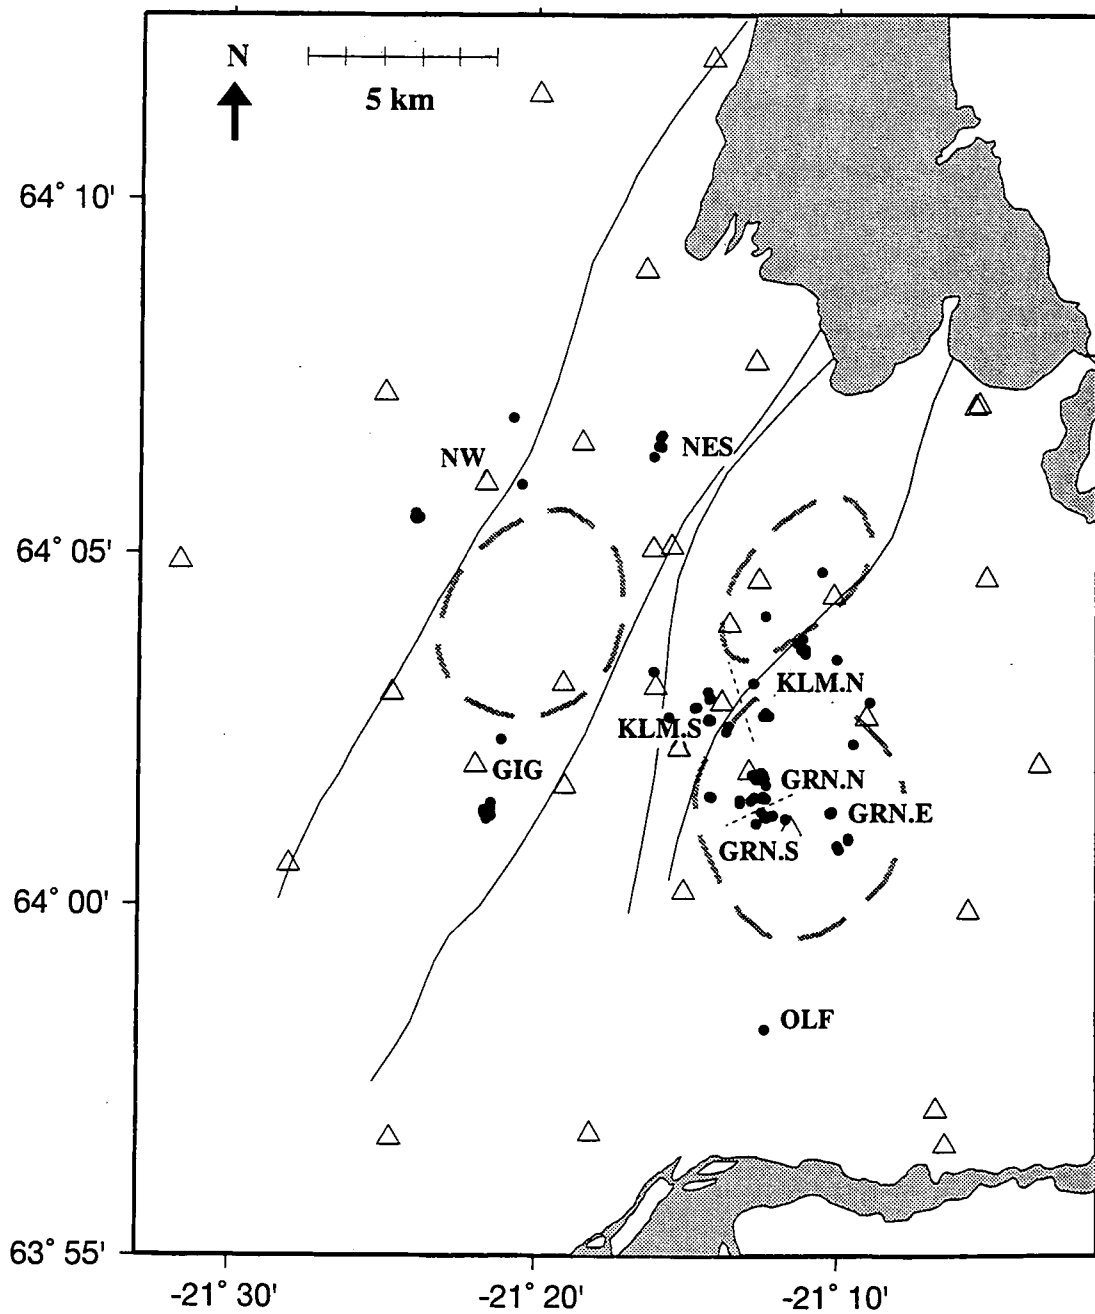 N
5 km
64° 10'
NES
NW
64° 05'
KLM.N
KLM.S
GIG
GRN.N
GRN.E
GRN.S
64° 00'
OLF
63° 55'
-21° 30'
-21° 20'
-21° 10'